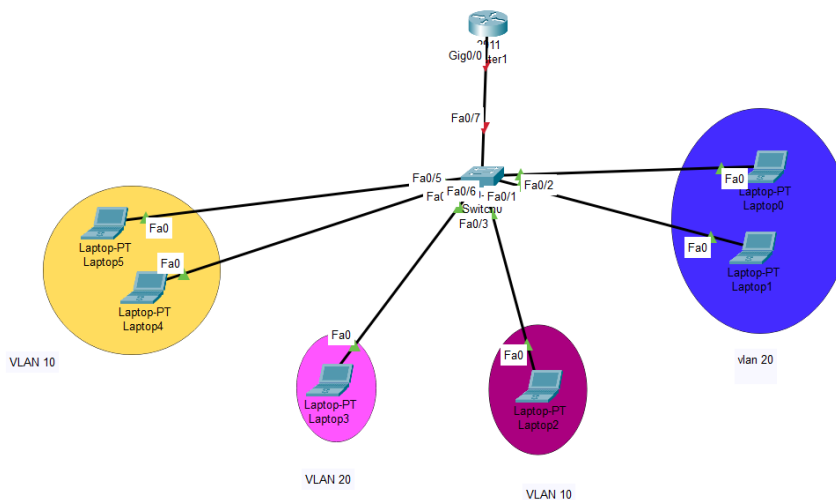 2911
ter1
Gig0/0
Fa0/7
Fa0/5
Fa0/6
Fa0/1
Fa0/2
Fa0/3
Fa0
Laptop-PT
Laptop0
Fa0
Laptop-PT
Laptop1
Fa0
Laptop-PT
Laptop5
Fa0
Laptop-PT
Laptop4
VLAN 10
Fa0
Laptop-PT
Laptop3
Fa0
Laptop-PT
Laptop2
vlan 20
VLAN 20
VLAN 10